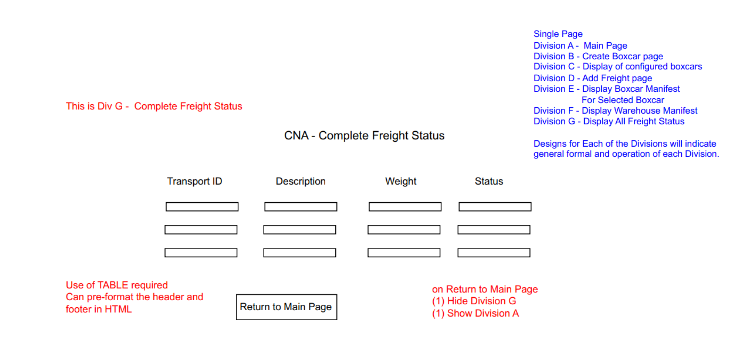 Single Page
Division A -  Main Page
Division B - Create Boxcar page
Division C - Display of configured boxcars
Division D - Add Freight page
Division E - Display Boxcar Manifest
For Selected Boxcar
Division F - Display Warehouse Manifest
Division G - Display All Freight Status
Designs for Each of the Divisions will indicate
general formal and operation of each Division.
This is Div G -  Complete Freight Status
CNA - Complete Freight Status
Transport ID Description Weight Status
Use of TABLE required
Can pre-format the header and
footer in HTML
Return to Main Page
on Return to Main Page
(1) Hide Division G
(1) Show Division A